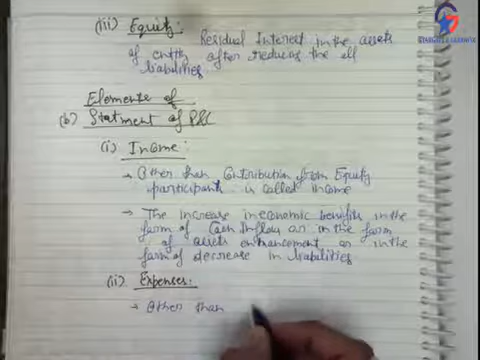 (iii) Equity: Residual Interest in the assets
of entity after reducing the all
liabilities.
Elements of
(b) Statment of P&L
(i) Income:
→ Other than Contribution from Equity
participant is called income
→ The increase in economic benefits in the
form of Cash Inflow or in the form
of assets enhancement or in the
form of decrease in liabilities
(ii) Expenses:
→ Other than